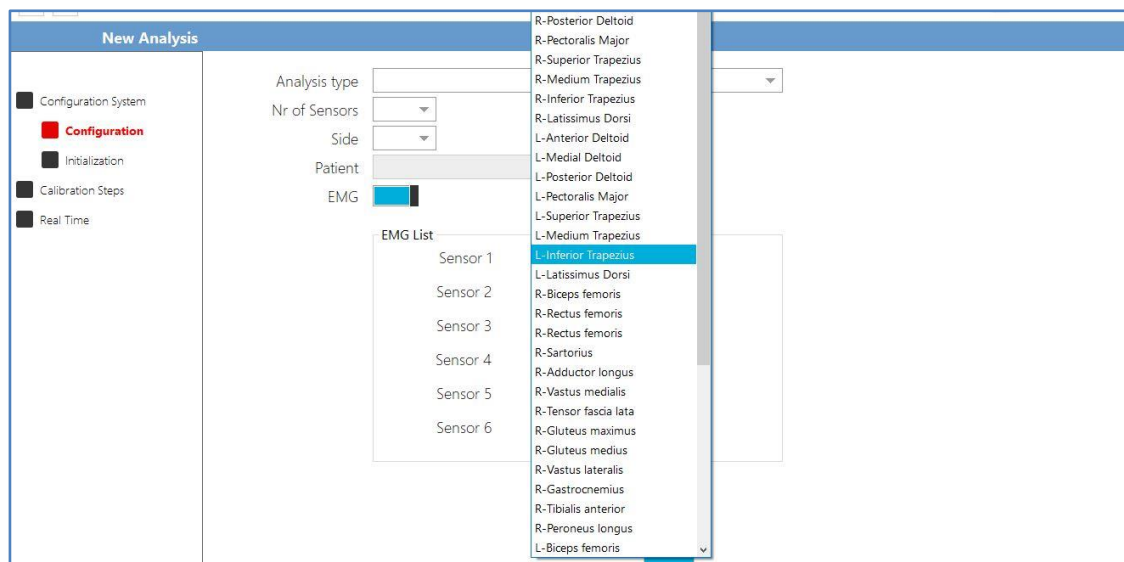 New Analysis
Configuration System
Configuration
Initialization
Calibration Steps
Real Time
Analysis type
Nr of Sensors
Side
Patient
EMG
EMG List
Sensor 1
Sensor 2
Sensor 3
Sensor 4
Sensor 5
Sensor 6
R-Posterior Deltoid
R-Pectoralis Major
R-Superior Trapezius
R-Medium Trapezius
R-Inferior Trapezius
R-Latissimus Dorsi
L-Anterior Deltoid
L-Medial Deltoid
L-Posterior Deltoid
L-Pectoralis Major
L-Superior Trapezius
L-Medium Trapezius
L-Inferior Trapezius
L-Latissimus Dorsi
R-Biceps femoris
R-Rectus femoris
R-Rectus femoris
R-Sartorius
R-Adductor longus
R-Vastus medialis
R-Tensor fascia lata
R-Gluteus maximus
R-Gluteus medius
R-Vastus lateralis
R-Gastrocnemius
R-Tibialis anterior
R-Peroneus longus
L-Biceps femoris